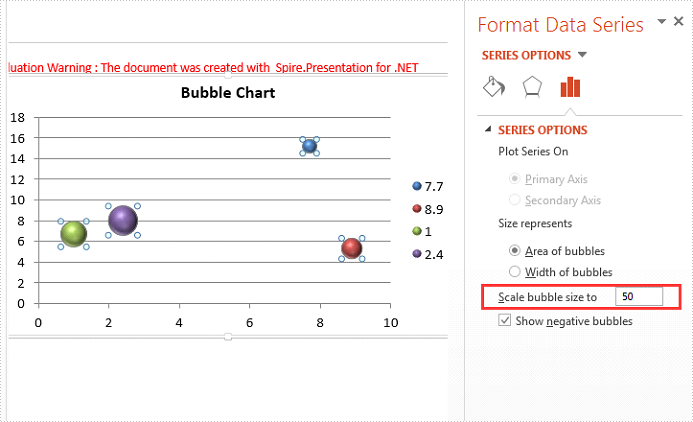 Format Data Series
SERIES OPTIONS
luation Warning : The document was created with Spire.Presentation for .NET
Bubble Chart
18
16
14
12
10
8
6
4
2
0
0 2 4 6 8 10
7.7
8.9
1
2.4
SERIES OPTIONS
Plot Series On
Primary Axis
Secondary Axis
Size represents
Area of bubbles
Width of bubbles
Scale bubble size to 50
Show negative bubbles